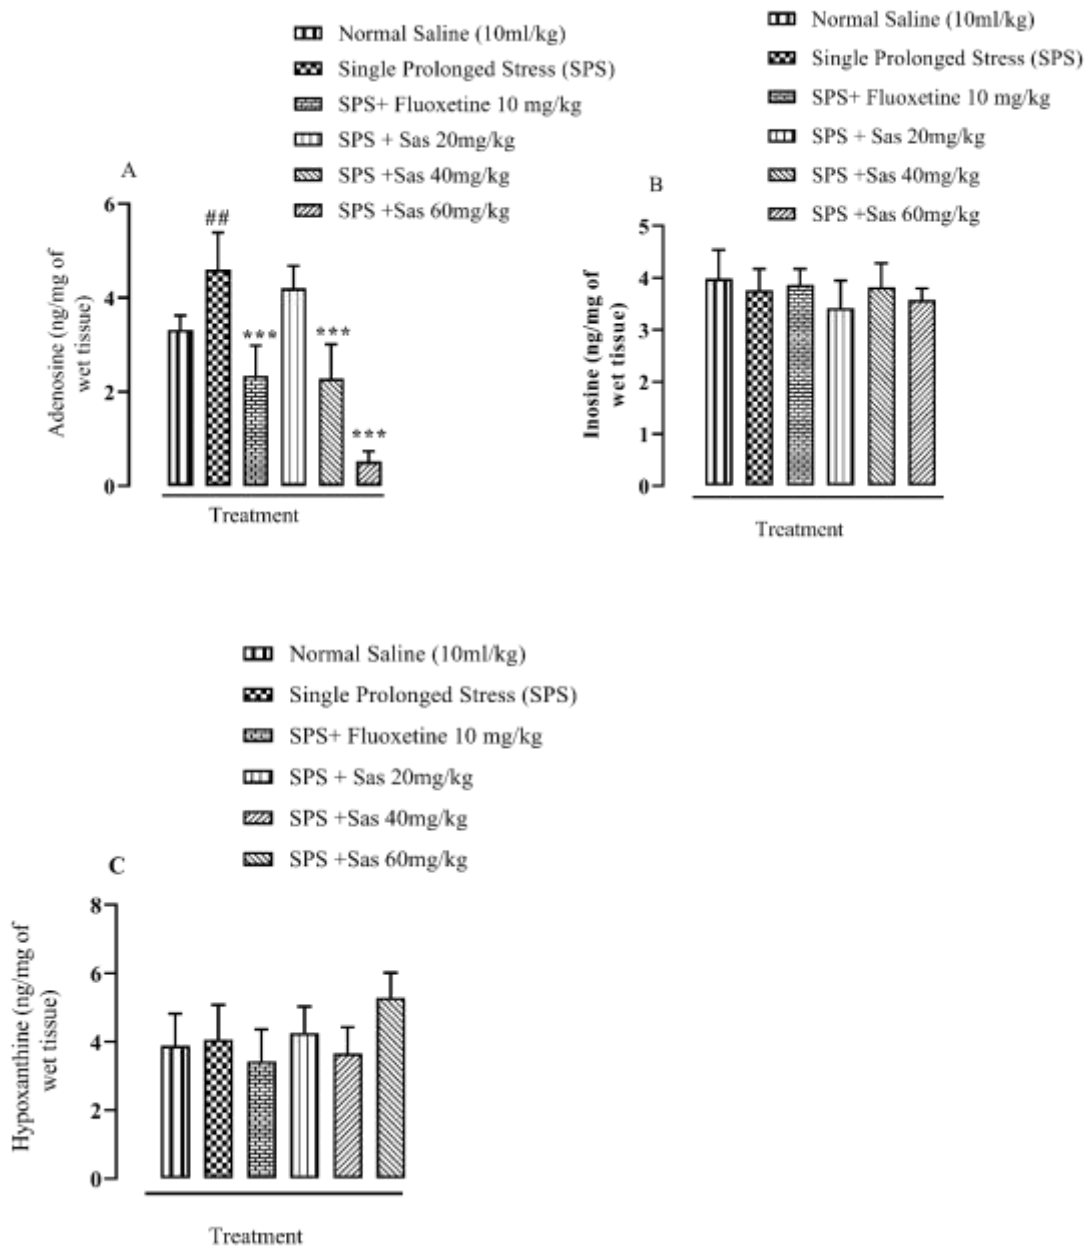 Normal Saline (10ml/kg)
Single Prolonged Stress (SPS)
SPS+ Fluoxetine 10 mg/kg
SPS + Sas 20mg/kg
SPS +Sas 40mg/kg
SPS +Sas 60mg/kg
A
Adenosine (ng/mg of
wet tissue)
6
4
2
0
##
***
***
***
Treatment
Normal Saline (10ml/kg)
Single Prolonged Stress (SPS)
SPS+ Fluoxetine 10 mg/kg
SPS + Sas 20mg/kg
SPS +Sas 40mg/kg
SPS +Sas 60mg/kg
B
Inosine (ng/mg of
wet tissue)
5
4
3
2
1
0
Treatment
Normal Saline (10ml/kg)
Single Prolonged Stress (SPS)
SPS+ Fluoxetine 10 mg/kg
SPS + Sas 20mg/kg
SPS +Sas 40mg/kg
SPS +Sas 60mg/kg
C
Hypoxanthine (ng/mg of
wet tissue)
8
6
4
2
0
Treatment